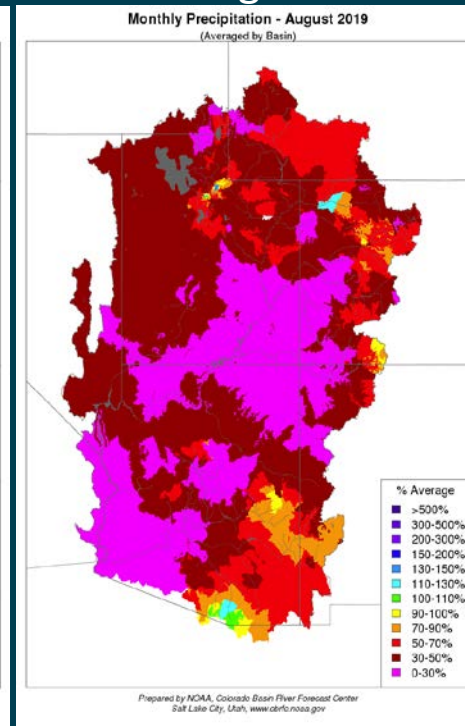 Monthly Precipitation - August 2019
(Averaged by Basin)
% Average
>500%
300-500%
200-300%
150-200%
130-150%
110-130%
100-110%
90-100%
70-90%
50-70%
30-50%
0-30%
Prepared by NOAA, Colorado Basin River Forecast Center
Salt Lake City, Utah, www.cbrfc.noaa.gov